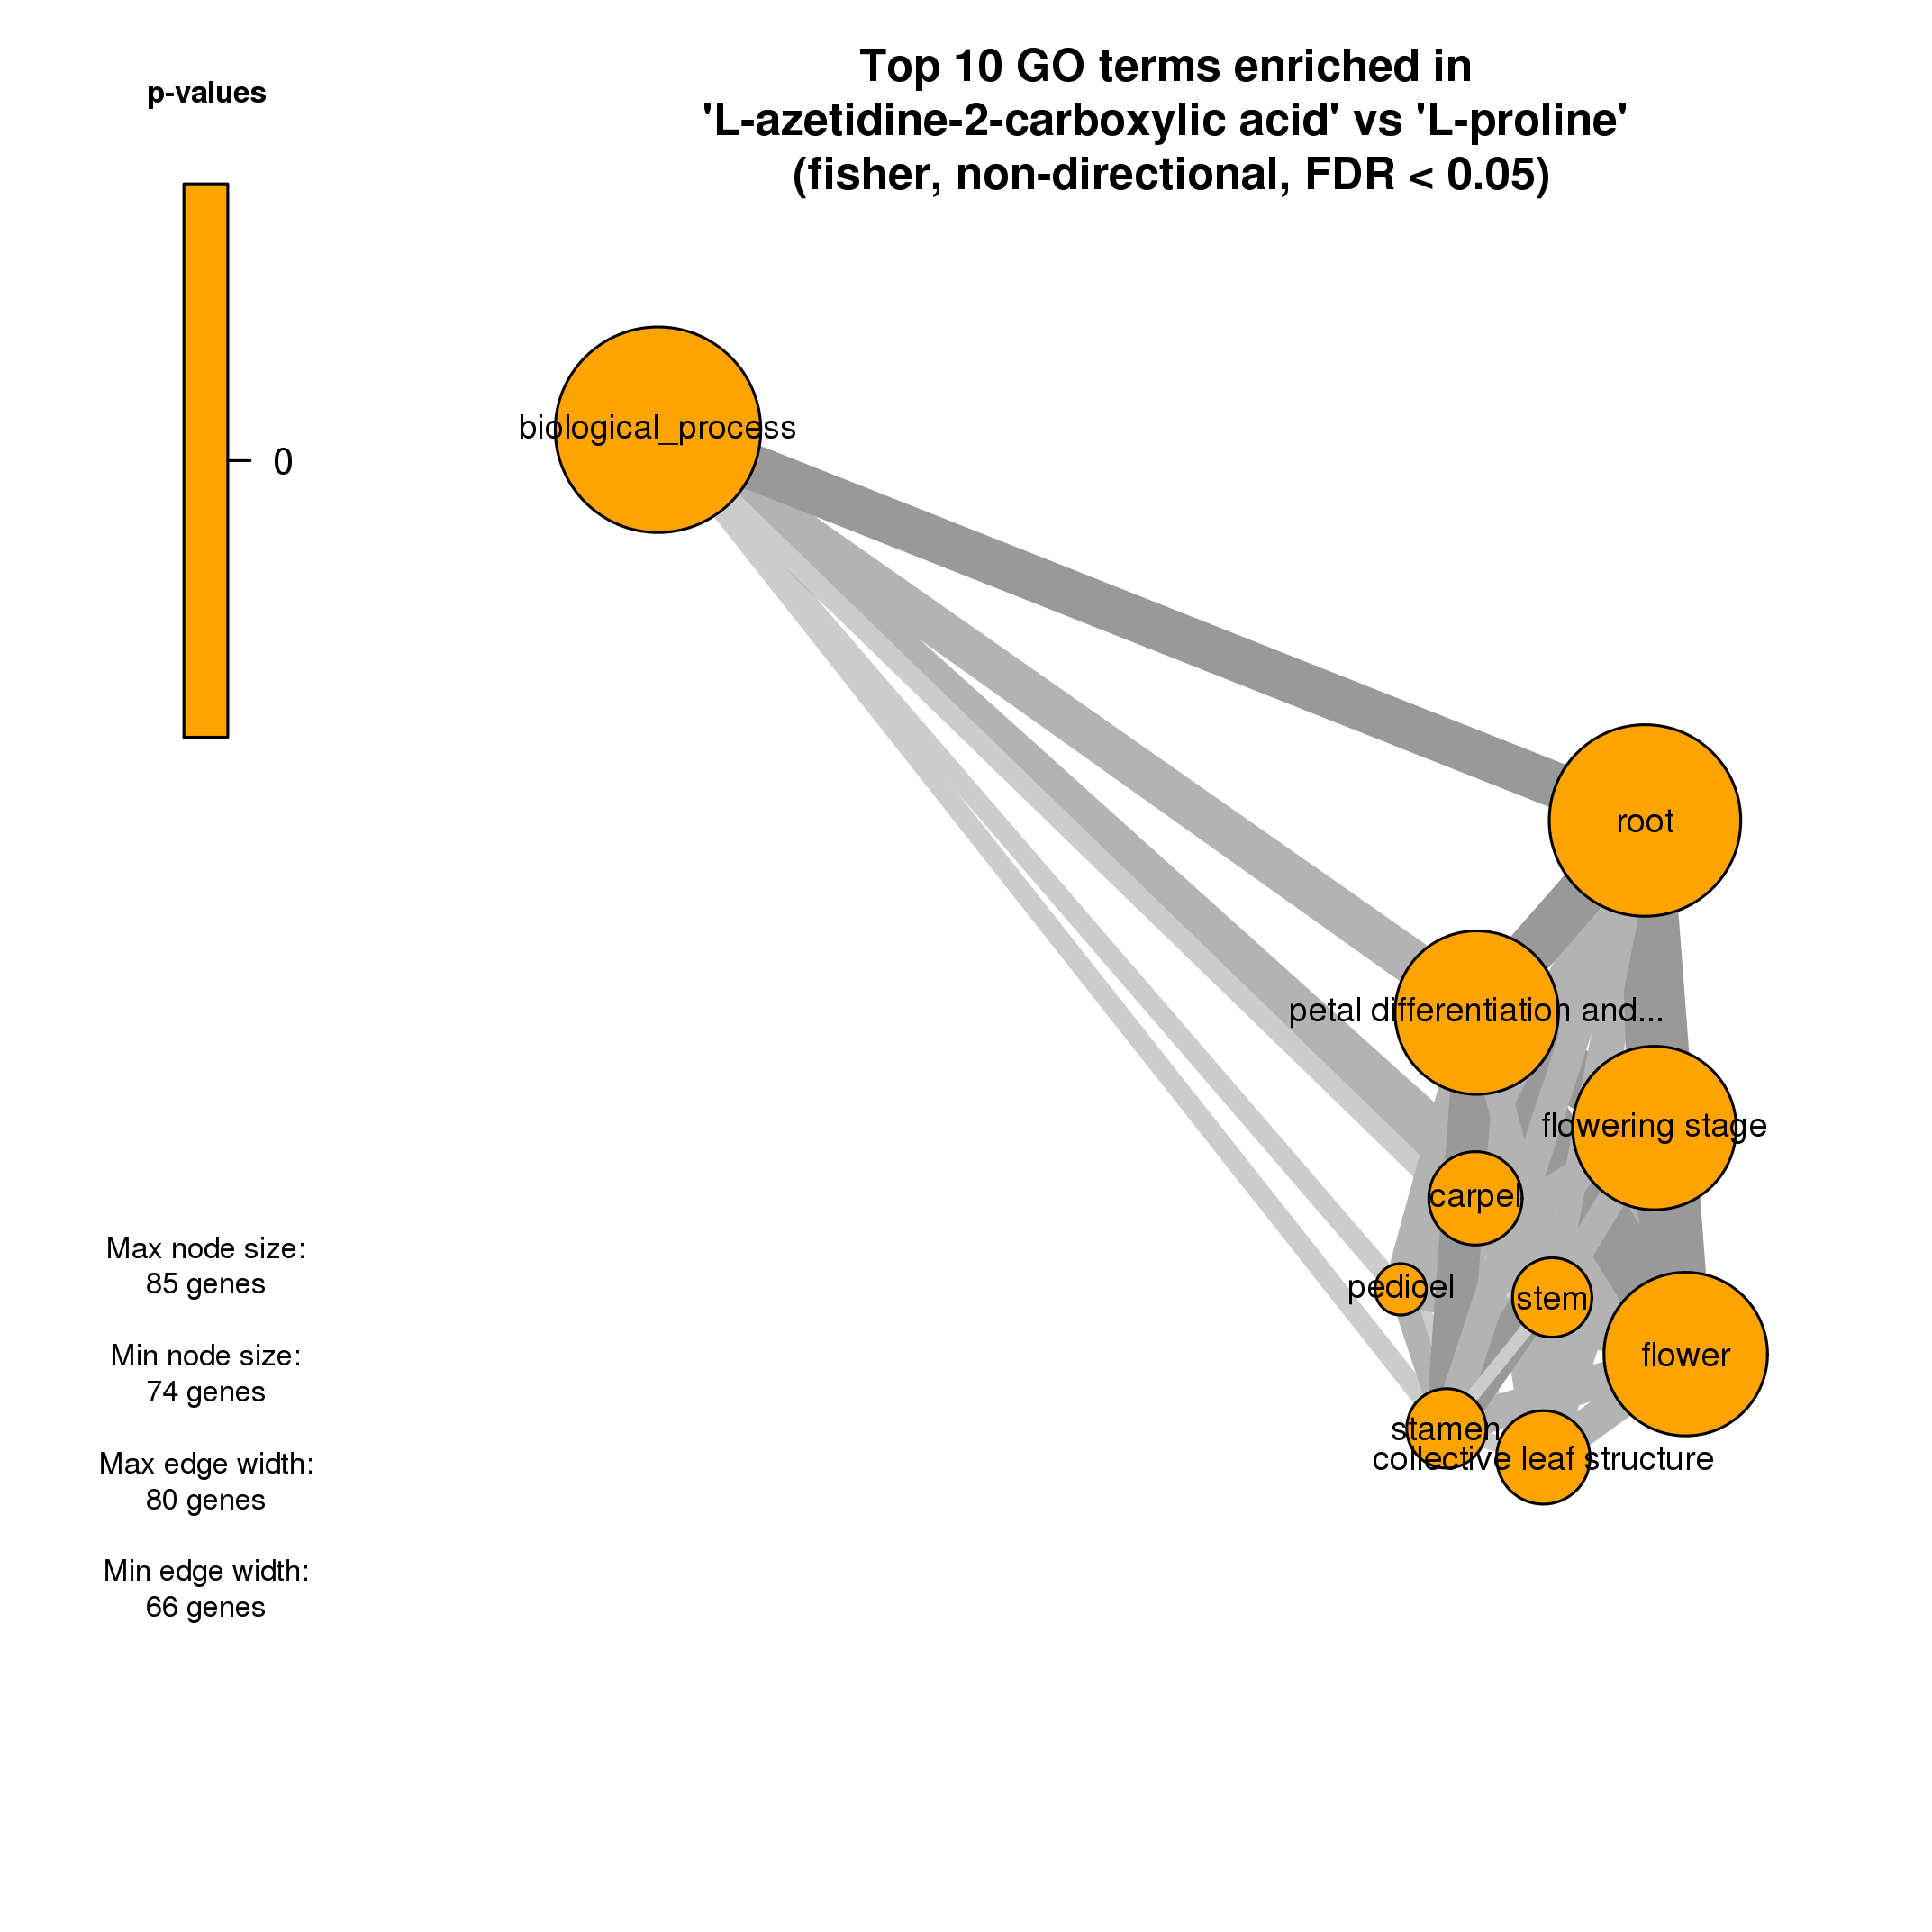 Top 10 GO terms enriched in
'L-azetidine-2-carboxylic acid' vs 'L-proline'
(fisher, non-directional, FDR < 0.05)
p-values
0
biological_process
root
petal differentiation and...
flowering stage
carpel
pedicel
stem
flower
stamen
collective leaf structure
Max node size:
85 genes
Min node size:
74 genes
Max edge width:
80 genes
Min edge width:
66 genes